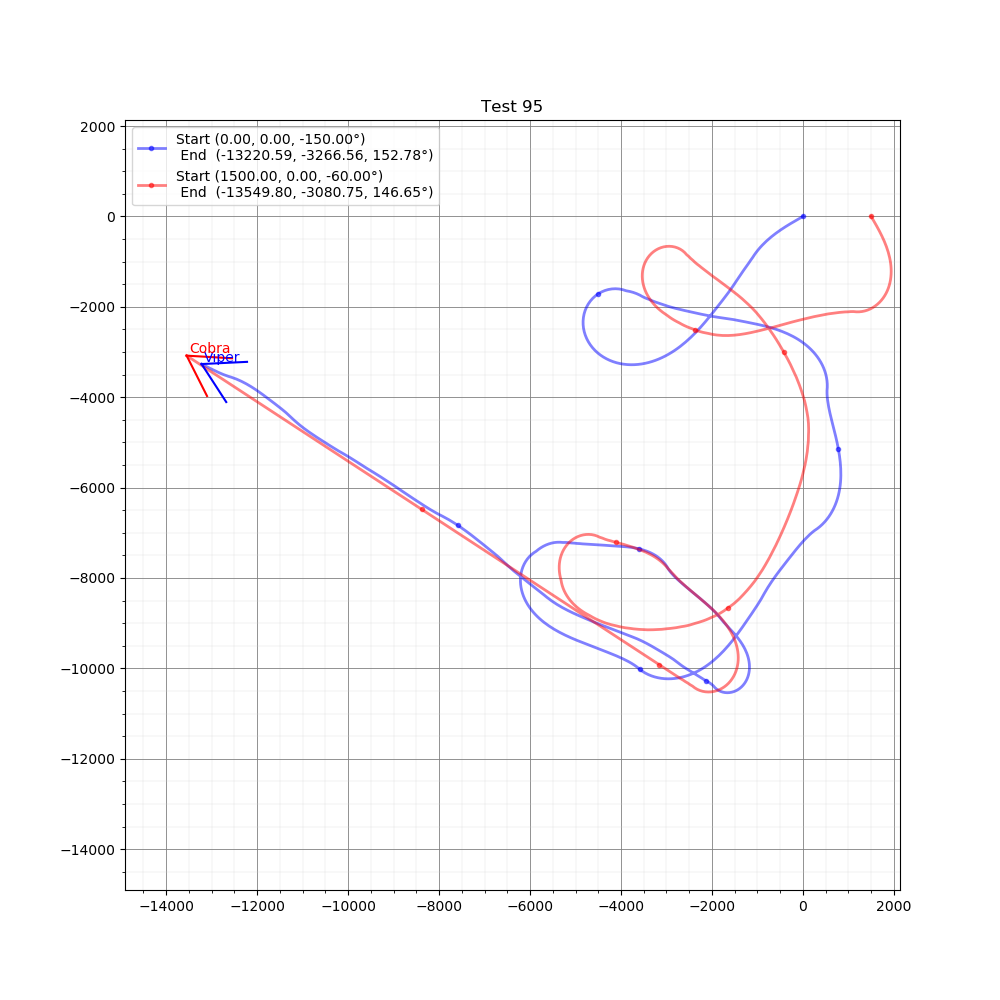 Test 95
Start (0.00, 0.00, -150.00°)
End (-13220.59, -3266.56, 152.78°)
Start (1500.00, 0.00, -60.00°)
End (-13549.80, -3080.75, 146.65°)
2000
0
−2000
−4000
−6000
−8000
−10000
−12000
−14000
Cobra
Viper
−14000 −12000 −10000 −8000 −6000 −4000 −2000 0 2000